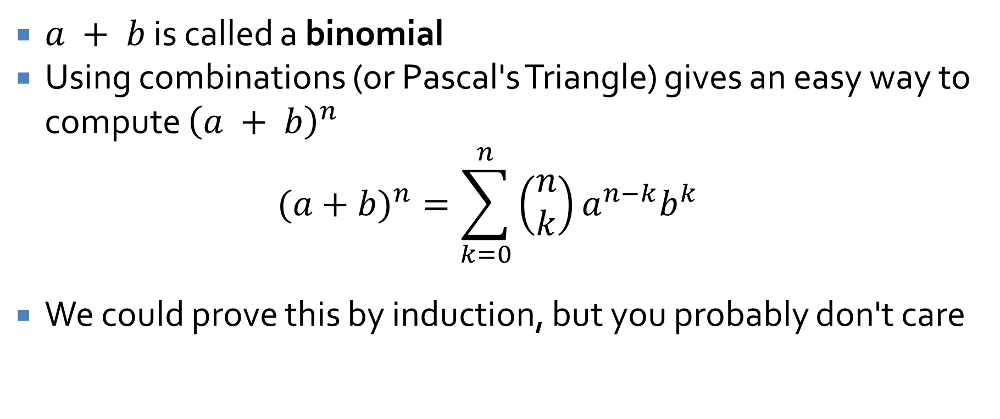 ▪ a + b is called a binomial
▪ Using combinations (or Pascal's Triangle) gives an easy way to
compute (a + b)ⁿ
(a + b)ⁿ = ∑_{k=0}^{n} \binom{n}{k} a^{n−k} b^{k}
▪ We could prove this by induction, but you probably don't care